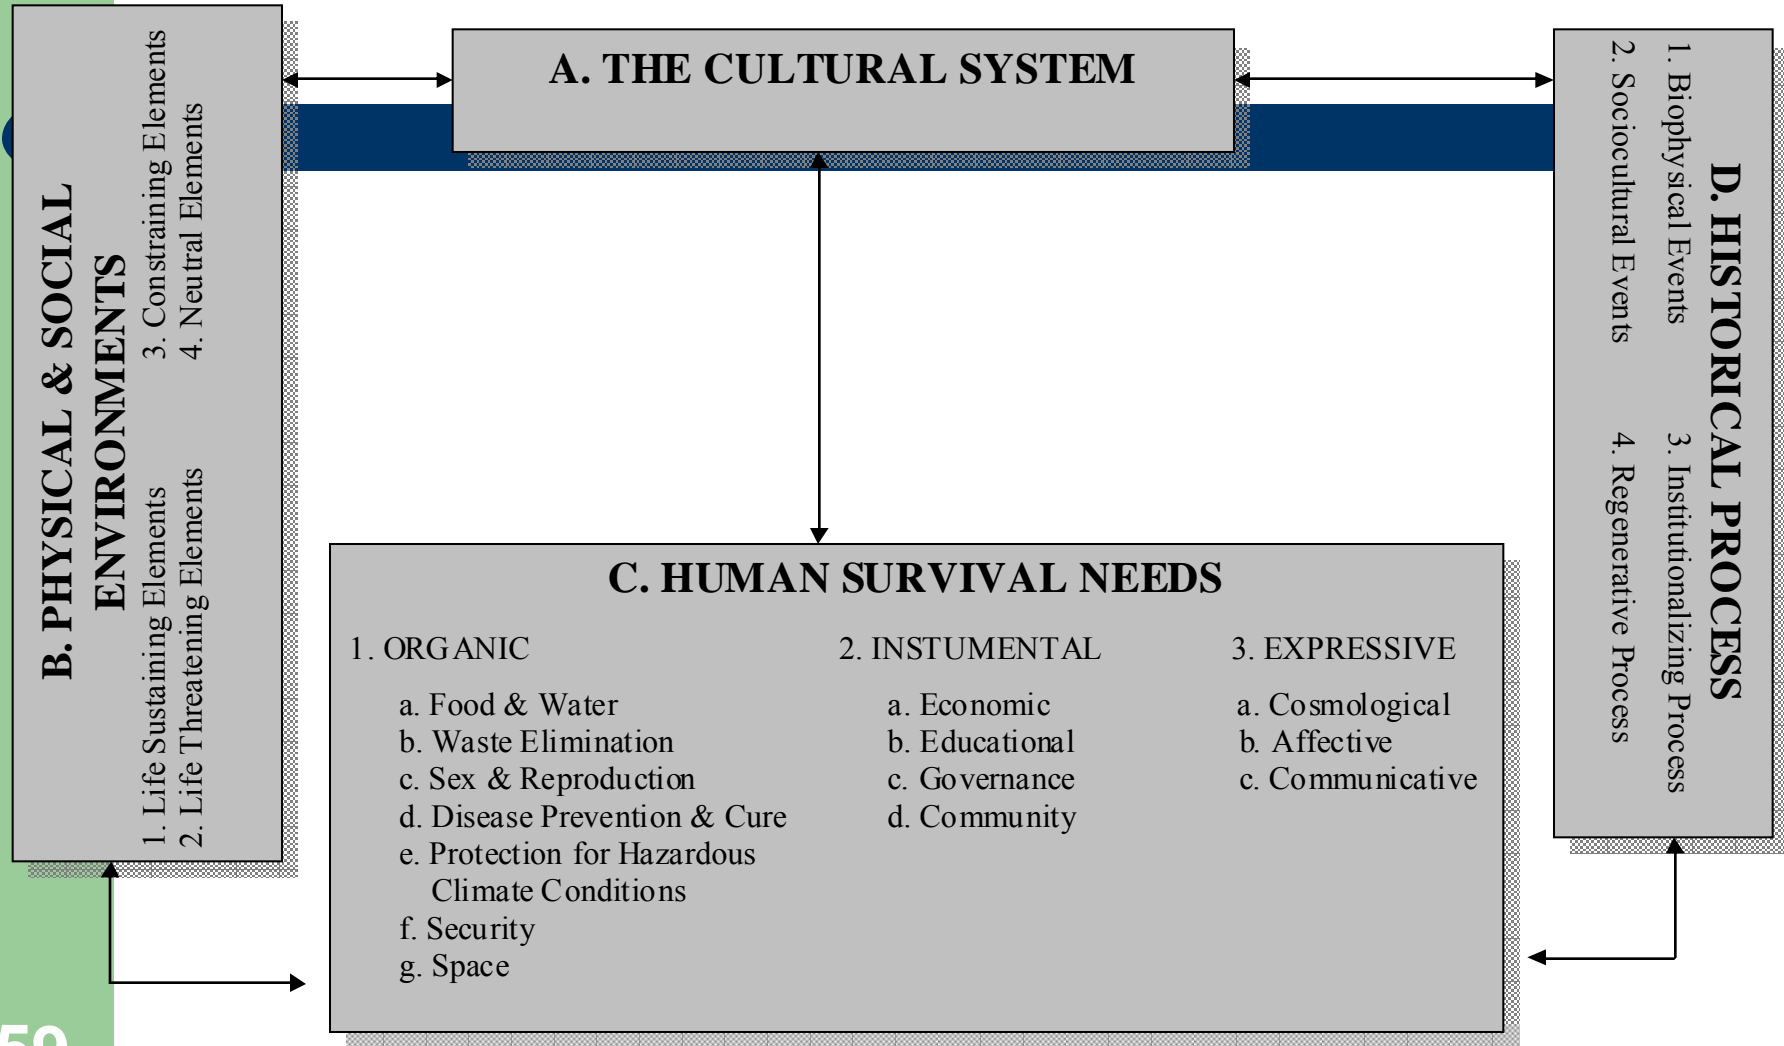 A. THE CULTURAL SYSTEM
B. PHYSICAL & SOCIAL
ENVIRONMENTS
1. Life Sustaining Elements
2. Life Threatening Elements
3. Constraining Elements
4. Neutral Elements
C. HUMAN SURVIVAL NEEDS
1. ORGANIC
a. Food & Water
b. Waste Elimination
c. Sex & Reproduction
d. Disease Prevention & Cure
e. Protection for Hazardous
Climate Conditions
f. Security
g. Space
2. INSTUMENTAL
a. Economic
b. Educational
c. Governance
d. Community
3. EXPRESSIVE
a. Cosmological
b. Affective
c. Communicative
D. HISTORICAL PROCESS
1. Biophysical Events
2. Sociocultural Events
3. Institutionalizing Process
4. Regenerative Process
59